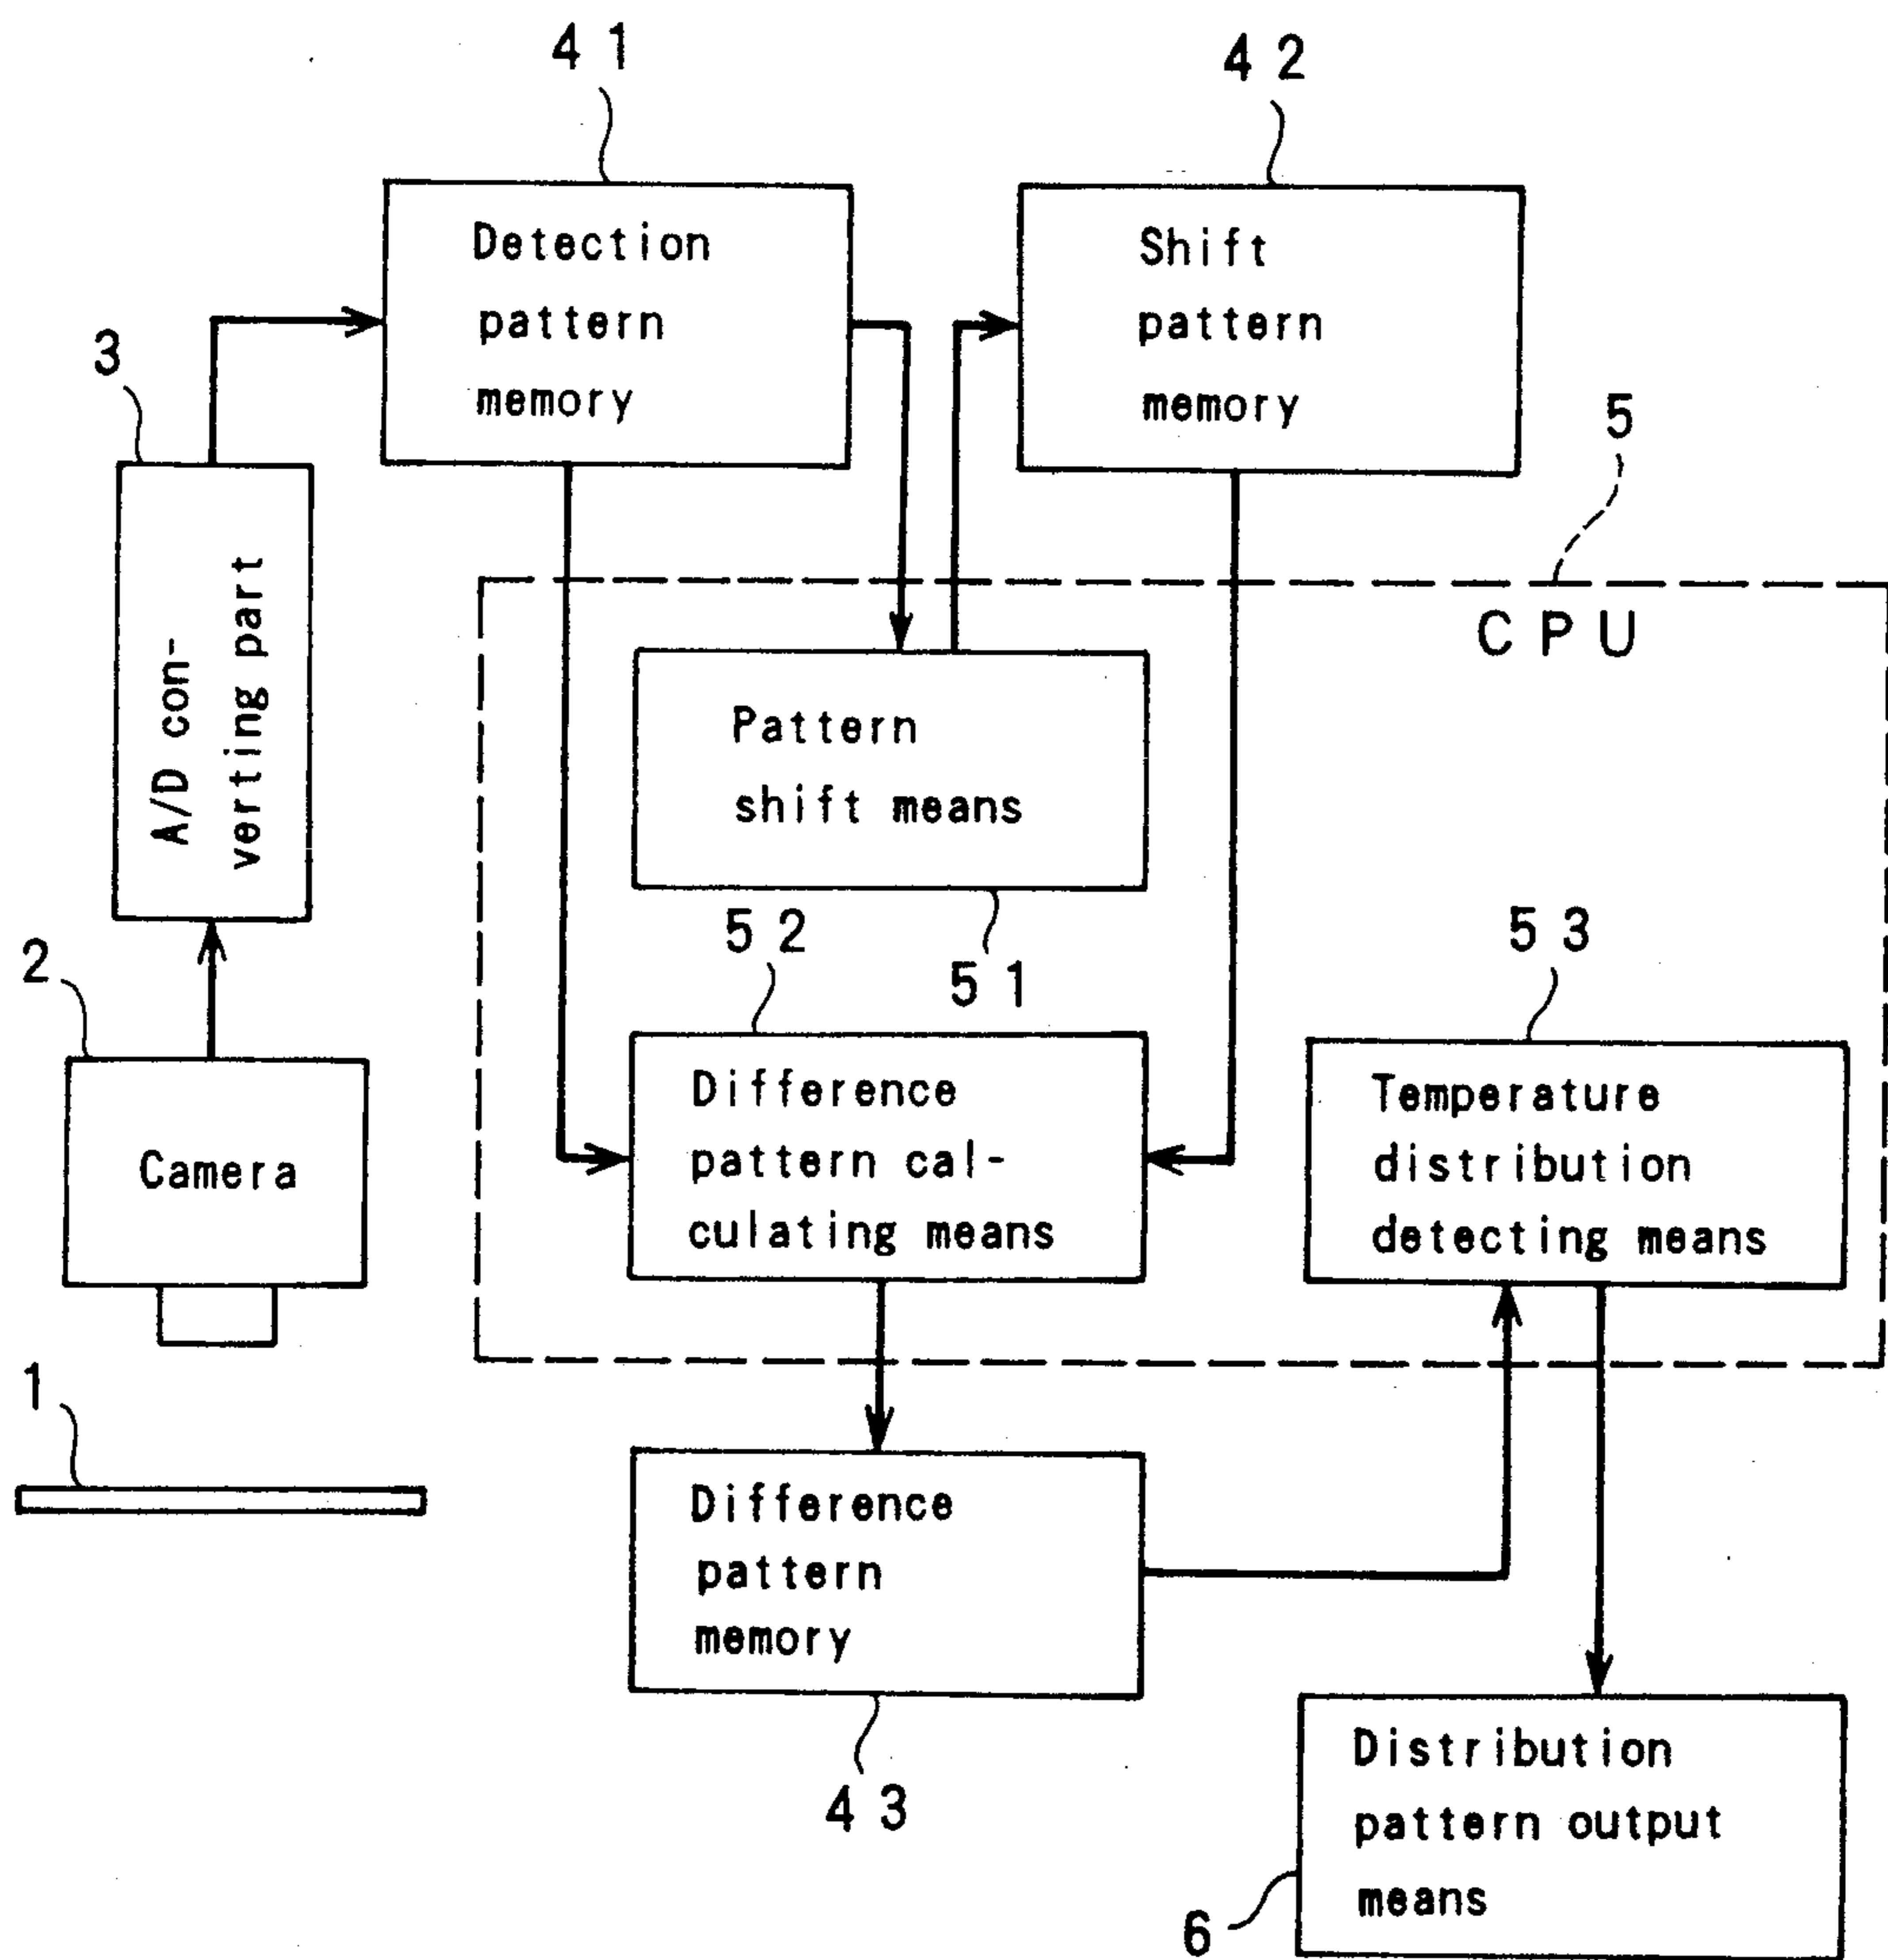 4 1
4 2
Detection
pattern
memory
Shift
pattern
memory
3
5
A/D con-
verting part
C P U
Pattern
shift means
5 1
5 2
5 3
2
Camera
Difference
pattern cal-
culating means
Temperature
distribution
detecting means
1
Difference
pattern
memory
4 3
Distribution
pattern output
means
6